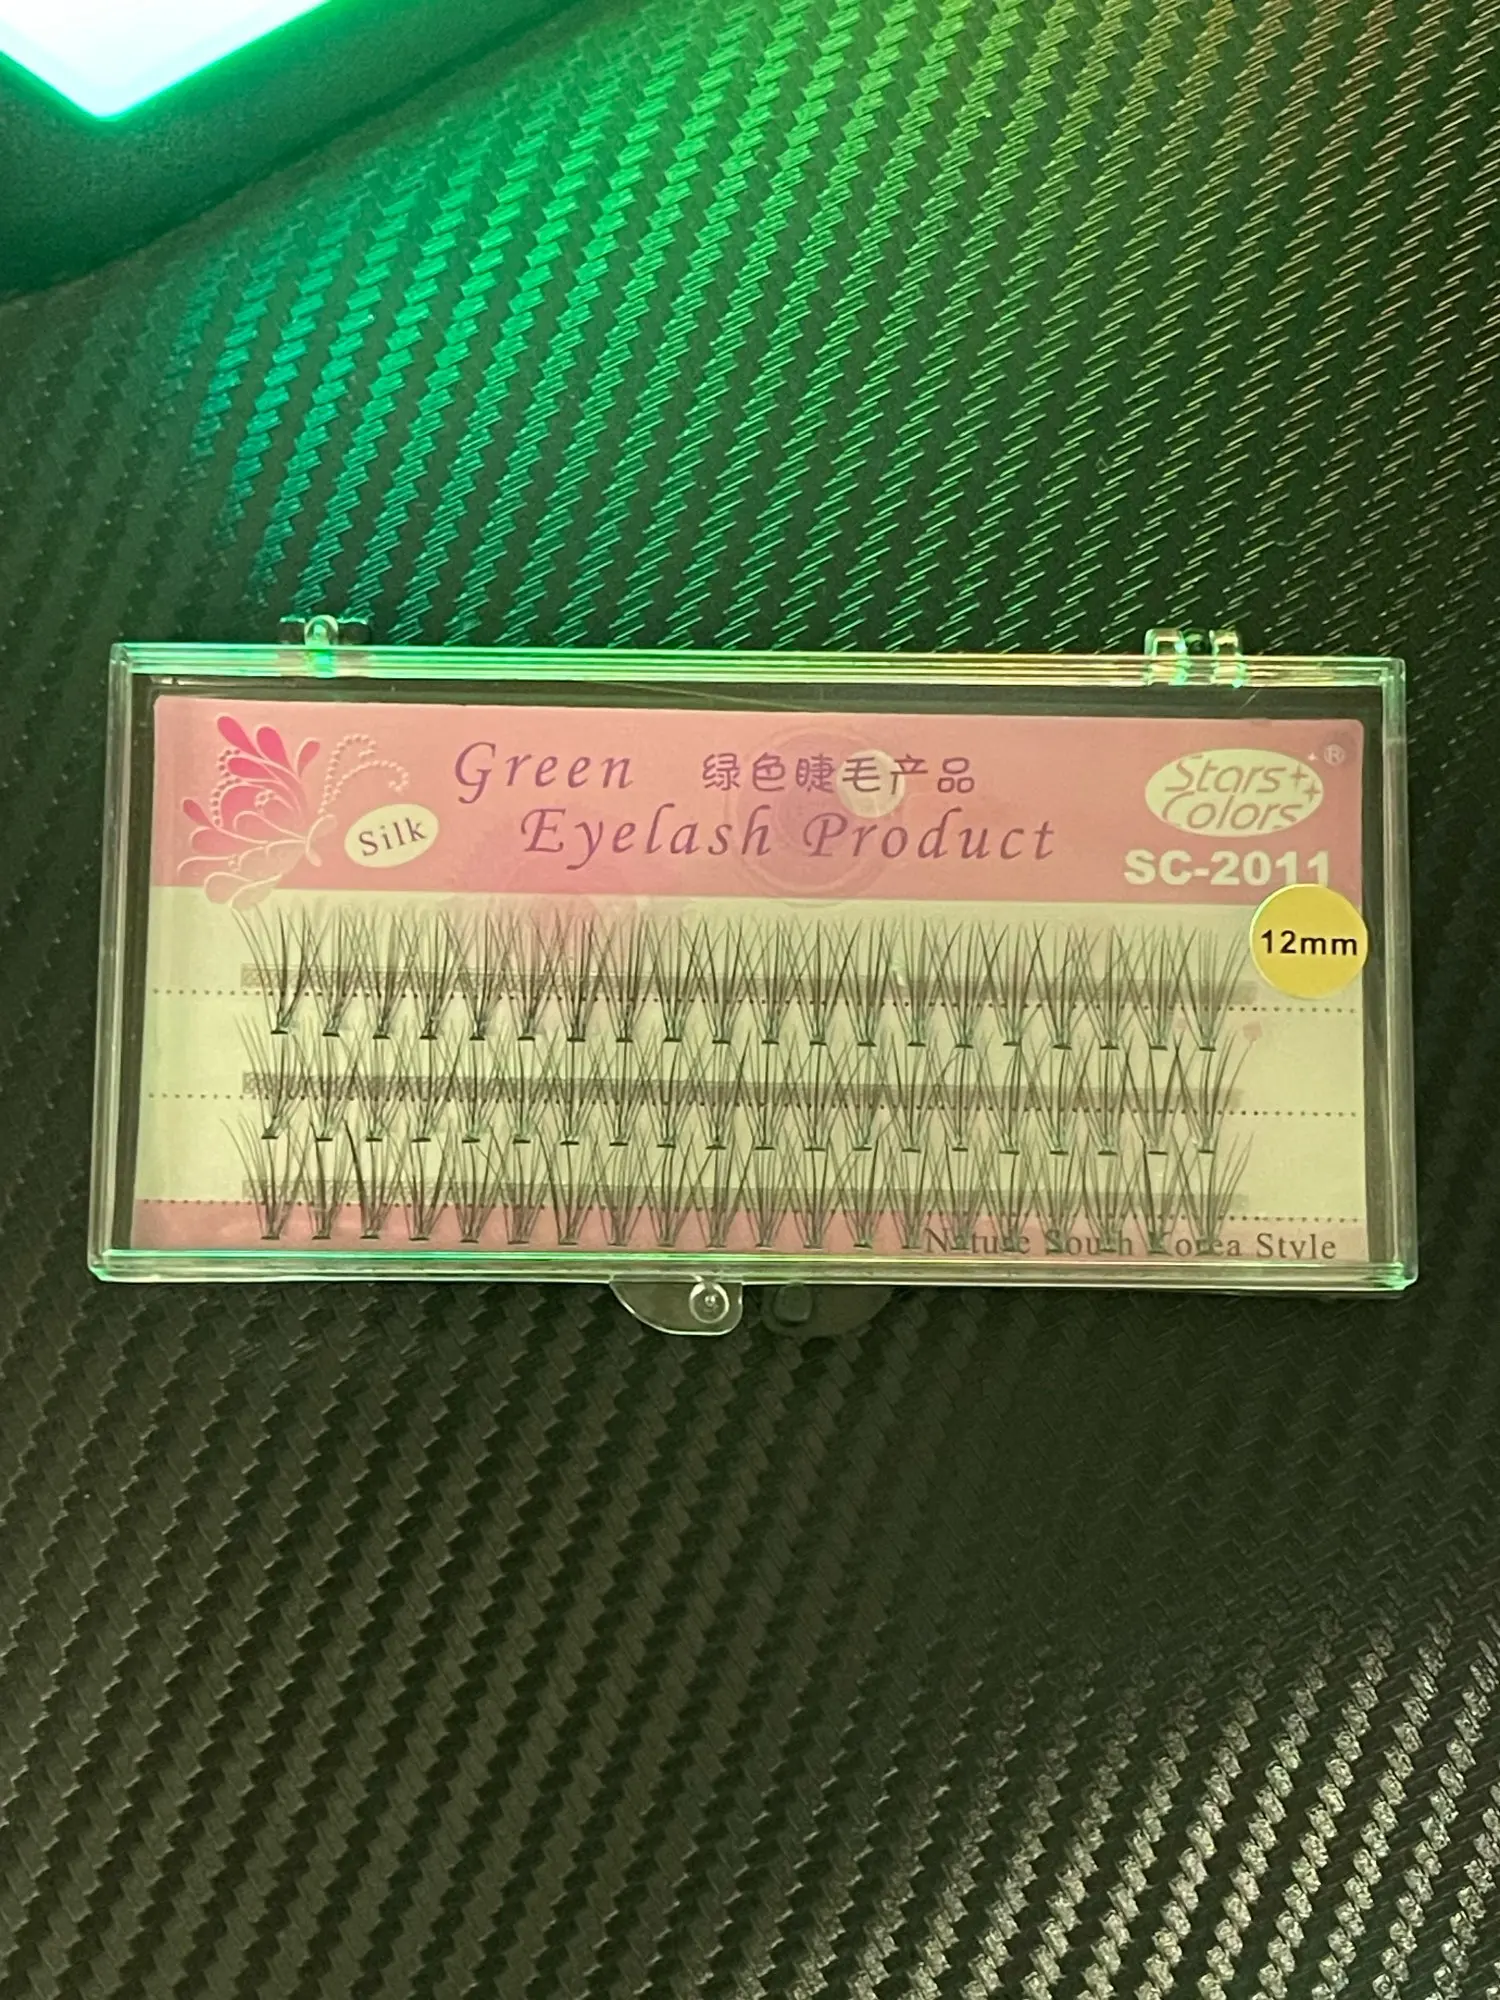 Green 绿色睫毛产品
Eyelash Product
Silk
Stars
Colors
®
SC-2011
12mm
Nature South Korea Style